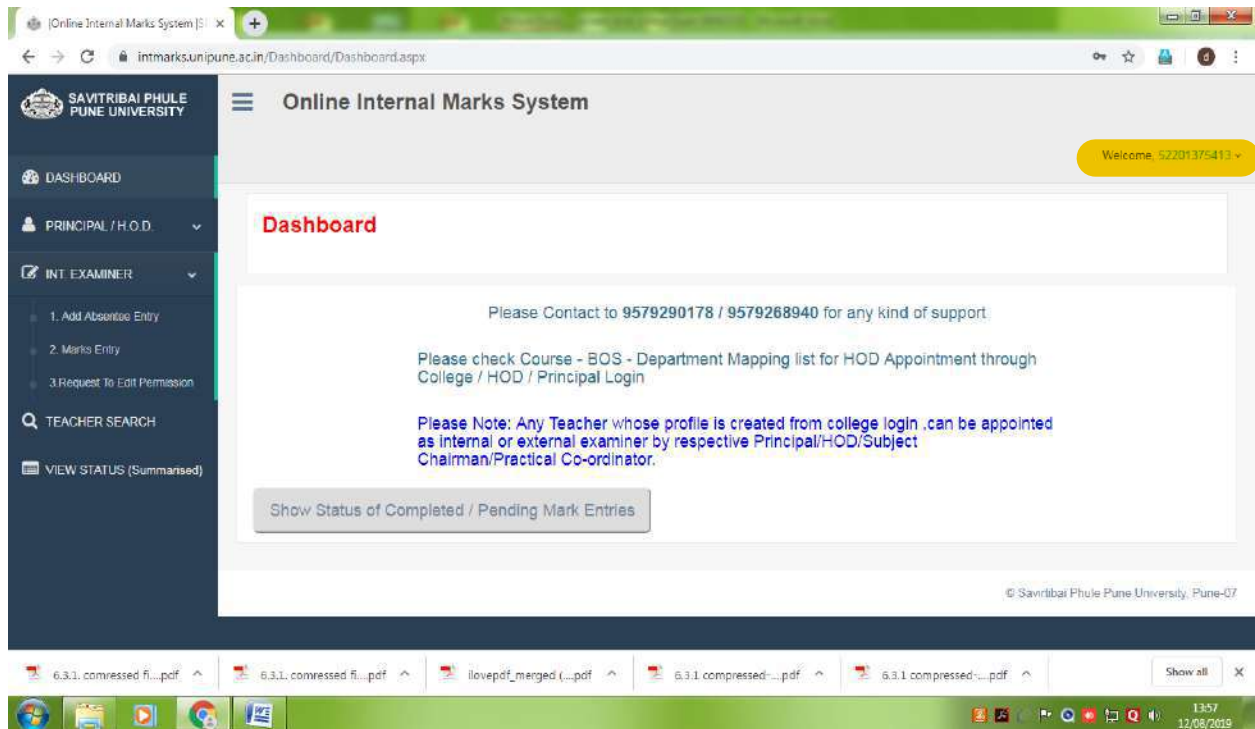 |Online Internal Marks System |S
intmarks.unipune.ac.in/Dashboard/Dashboard.aspx
d
SAVITRIBAI PHULE
PUNE UNIVERSITY
Online Internal Marks System
Welcome, 52201375413
DASHBOARD
PRINCIPAL / H.O.D.
INT. EXAMINER
1. Add Absentee Entry
2. Marks Entry
3.Request To Edit Permission
TEACHER SEARCH
VIEW STATUS (Summarised)
Dashboard
Please Contact to 9579290178 / 9579268940 for any kind of support
Please check Course - BOS - Department Mapping list for HOD Appointment through
College / HOD / Principal Login
Please Note: Any Teacher whose profile is created from college login ,can be appointed
as internal or external examiner by respective Principal/HOD/Subject
Chairman/Practical Co-ordinator.
Show Status of Completed / Pending Mark Entries
© Savitribai Phule Pune University, Pune-07
6.3.1. comressed fi....pdf
6.3.1. comressed fi....pdf
ilovepdf_merged (....pdf
6.3.1 compressed-...pdf
6.3.1 compressed-...pdf
Show all
13:57
12/08/2019